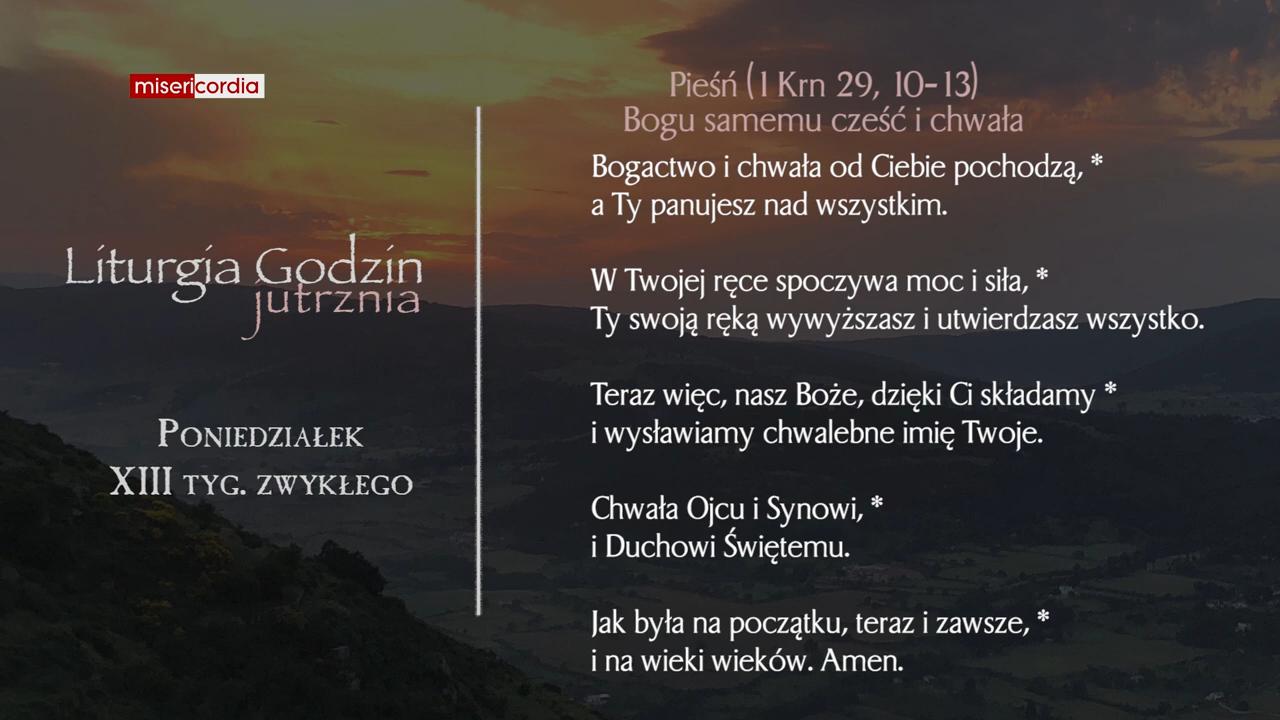 misericordia
Liturgia Godzin
jutrznia
Poniedziałek
XIII tyg. zwykłego
Pieśń (1 Krn 29, 10-13)
Bogu samemu cześć i chwała
Bogactwo i chwała od Ciebie pochodzą, *
a Ty panujesz nad wszystkim.
W Twojej ręce spoczywa moc i siła, *
Ty swoją ręką wywyższasz i utwierdzasz wszystko.
Teraz więc, nasz Boże, dzięki Ci składamy *
i wysławiamy chwalebne imię Twoje.
Chwała Ojcu i Synowi, *
i Duchowi Świętemu.
Jak była na początku, teraz i zawsze, *
i na wieki wieków. Amen.